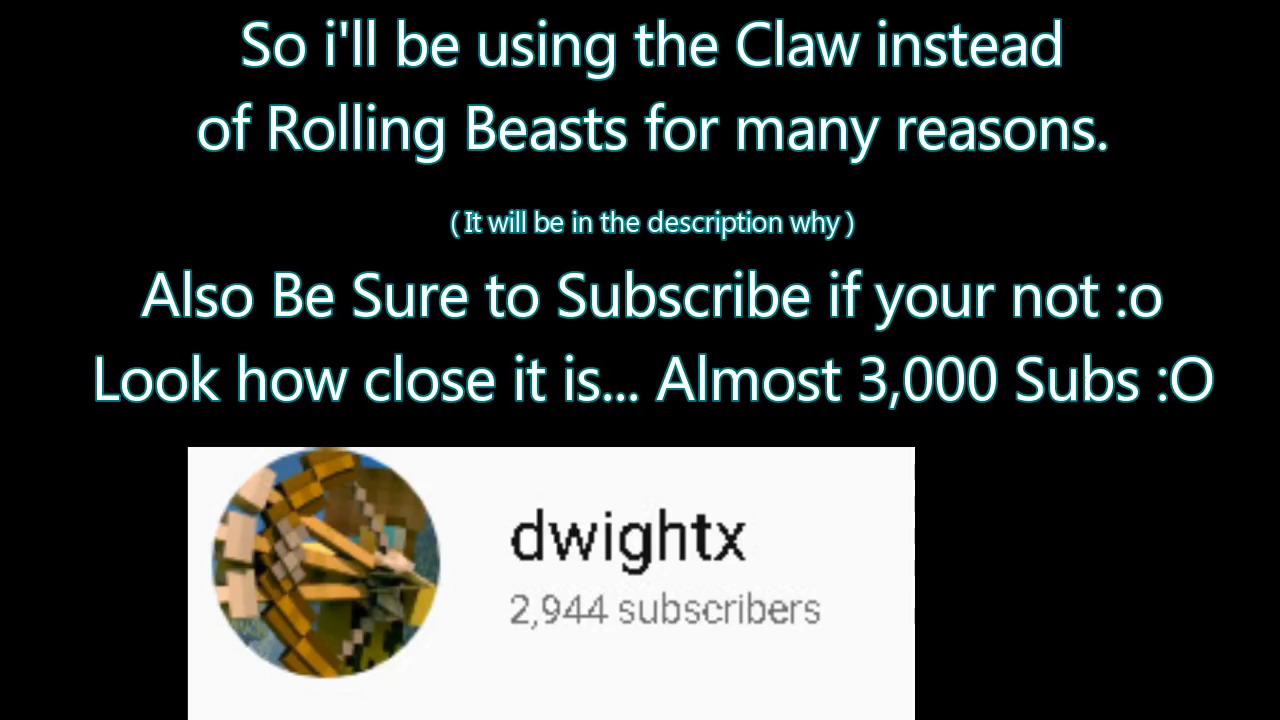 So i'll be using the Claw instead
of Rolling Beasts for many reasons.
( It will be in the description why )
Also Be Sure to Subscribe if your not :o
Look how close it is... Almost 3,000 Subs :O
dwightx
2,944 subscribers